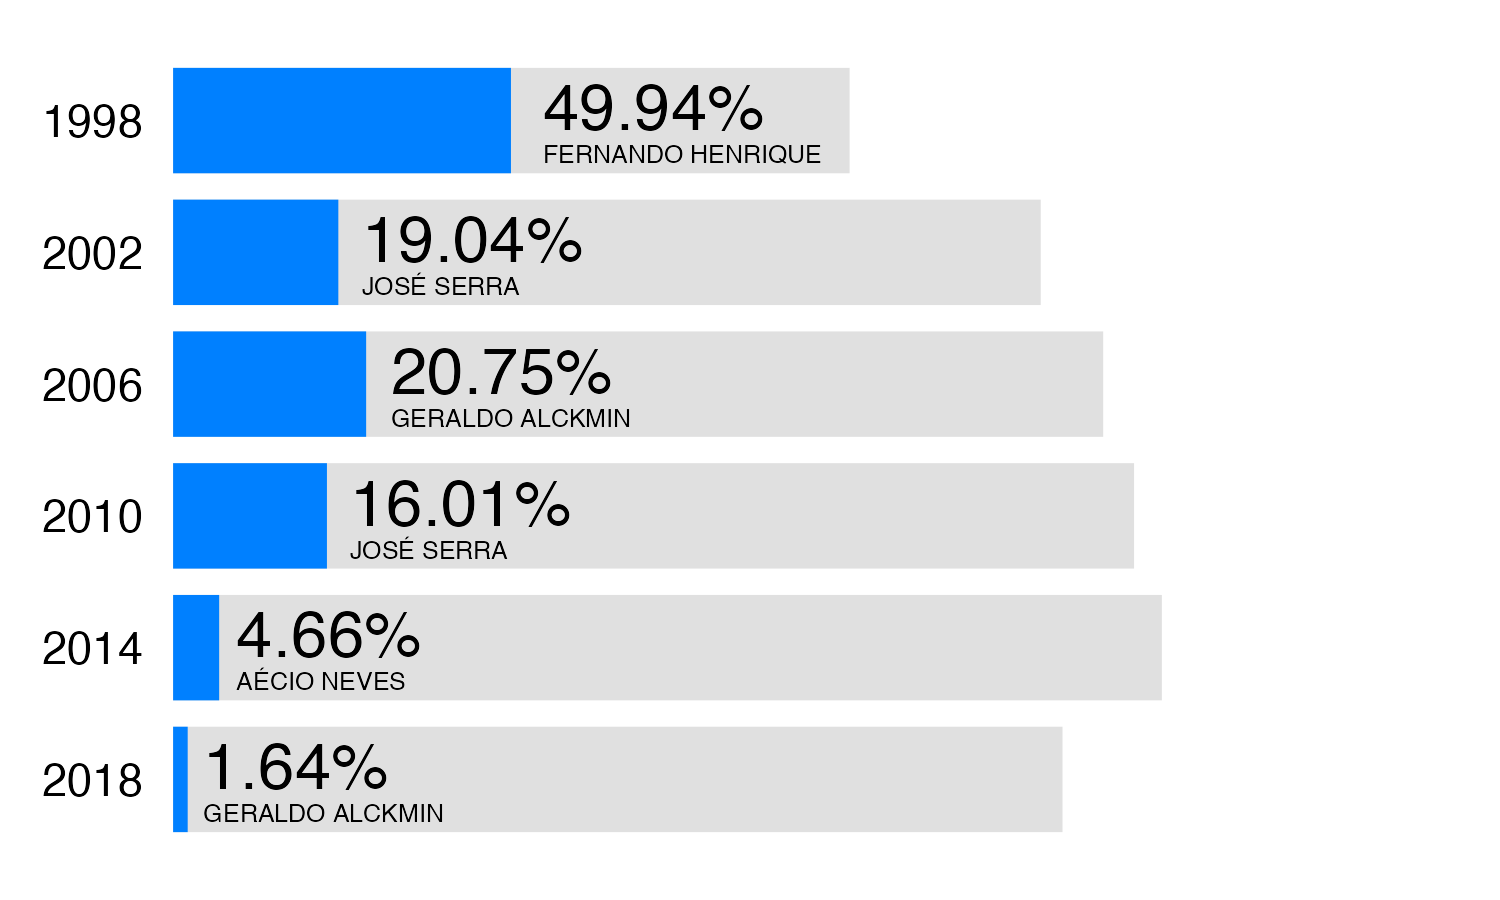 1998
49.94%
FERNANDO HENRIQUE
2002
19.04%
JOSÉ SERRA
2006
20.75%
GERALDO ALCKMIN
2010
16.01%
JOSÉ SERRA
2014
4.66%
AÉCIO NEVES
2018
1.64%
GERALDO ALCKMIN